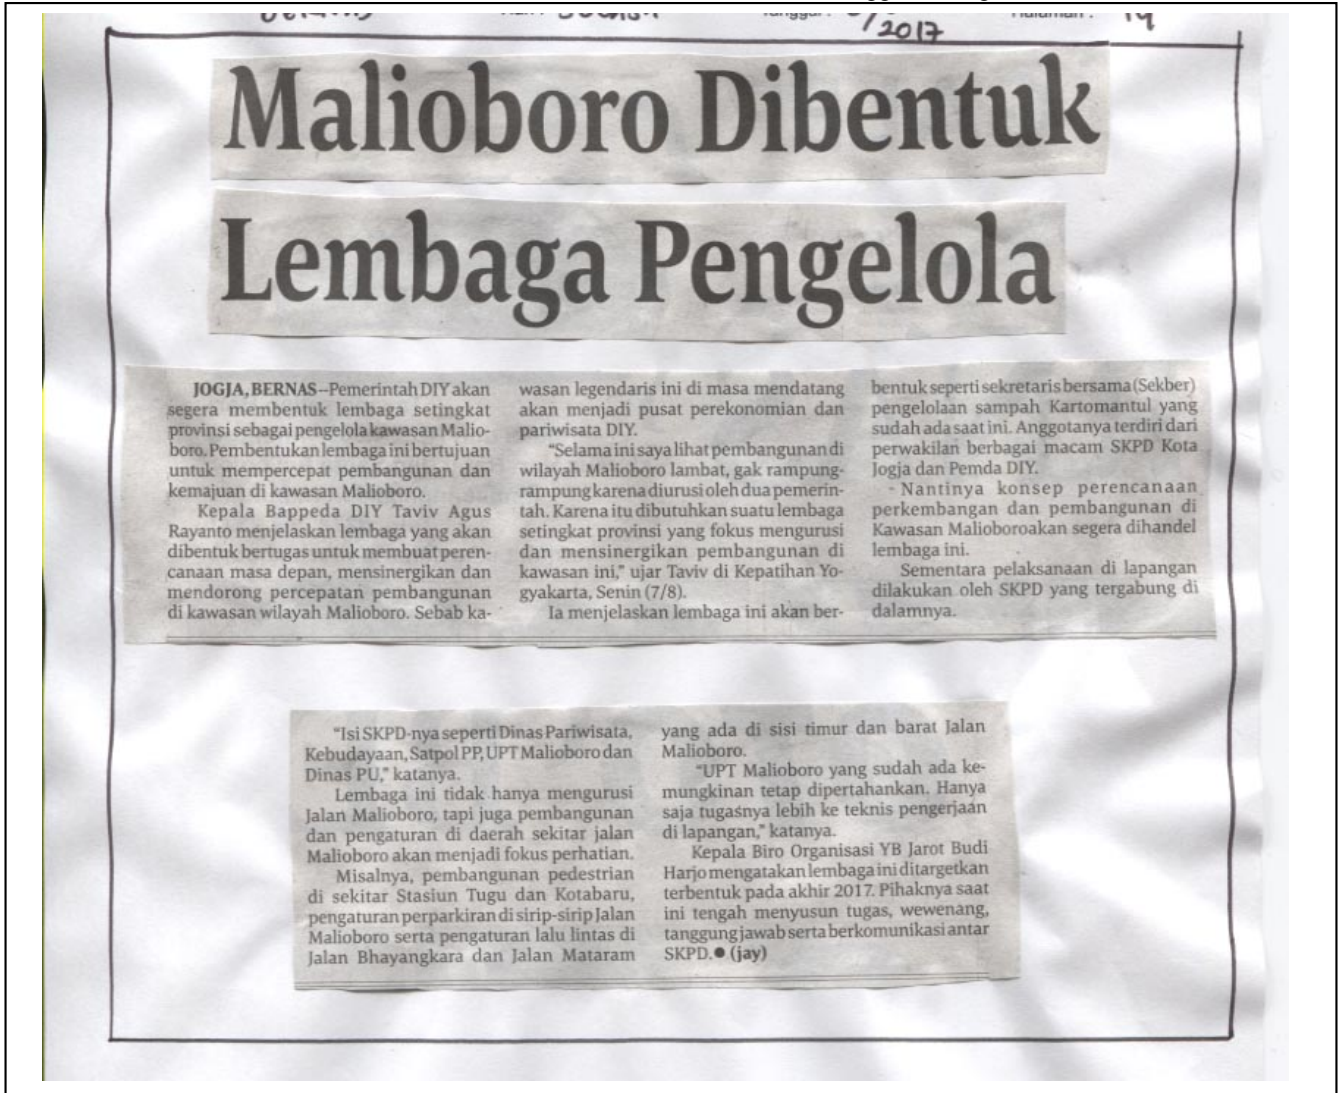 /2017
19
Malioboro Dibentuk
Lembaga Pengelola
JOGJA, BERNAS--Pemerintah DIY akan
segera membentuk lembaga setingkat
provinsi sebagai pengelola kawasan Malio-
boro. Pembentukan lembaga ini bertujuan
untuk mempercepat pembangunan dan
kemajuan di kawasan Malioboro.
Kepala Bappeda DIY Taviv Agus
Rayanto menjelaskan lembaga yang akan
dibentuk bertugas untuk membuat peren-
canaan masa depan, mensinergikan dan
mendorong percepatan pembangunan
di kawasan wilayah Malioboro. Sebab ka-
wasan legendaris ini di masa mendatang
akan menjadi pusat perekonomian dan
pariwisata DIY.
"Selama ini saya lihat pembangunan di
wilayah Malioboro lambat, gak rampung-
rampung karena diurusi oleh dua pemerin-
tah. Karena itu dibutuhkan suatu lembaga
setingkat provinsi yang fokus mengurusi
dan mensinergikan pembangunan di
kawasan ini," ujar Taviv di Kepatihan Yo-
gyakarta, Senin (7/8).
Ia menjelaskan lembaga ini akan ber-
bentuk seperti sekretaris bersama (Sekber)
pengelolaan sampah Kartomantul yang
sudah ada saat ini. Anggotanya terdiri dari
perwakilan berbagai macam SKPD Kota
Jogja dan Pemda DIY.
Nantinya konsep perencanaan
perkembangan dan pembangunan di
Kawasan Malioboroakan segera dihandel
lembaga ini.
Sementara pelaksanaan di lapangan
dilakukan oleh SKPD yang tergabung di
dalamnya.
"Isi SKPD-nya seperti Dinas Pariwisata,
Kebudayaan, Satpol PP, UPT Malioboro dan
Dinas PU," katanya.
Lembaga ini tidak hanya mengurusi
Jalan Malioboro, tapi juga pembangunan
dan pengaturan di daerah sekitar jalan
Malioboro akan menjadi fokus perhatian.
Misalnya, pembangunan pedestrian
di sekitar Stasiun Tugu dan Kotabaru,
pengaturan perparkiran di sirip-sirip Jalan
Malioboro serta pengaturan lalu lintas di
Jalan Bhayangkara dan Jalan Mataram
yang ada di sisi timur dan barat Jalan
Malioboro.
"UPT Malioboro yang sudah ada ke-
mungkinan tetap dipertahankan. Hanya
saja tugasnya lebih ke teknis pengerjaan
di lapangan," katanya.
Kepala Biro Organisasi YB Jarot Budi
Harjo mengatakan lembaga ini ditargetkan
terbentuk pada akhir 2017. Pihaknya saat
ini tengah menyusun tugas, wewenang,
tanggung jawab serta berkomunikasi antar
SKPD.● (jay)